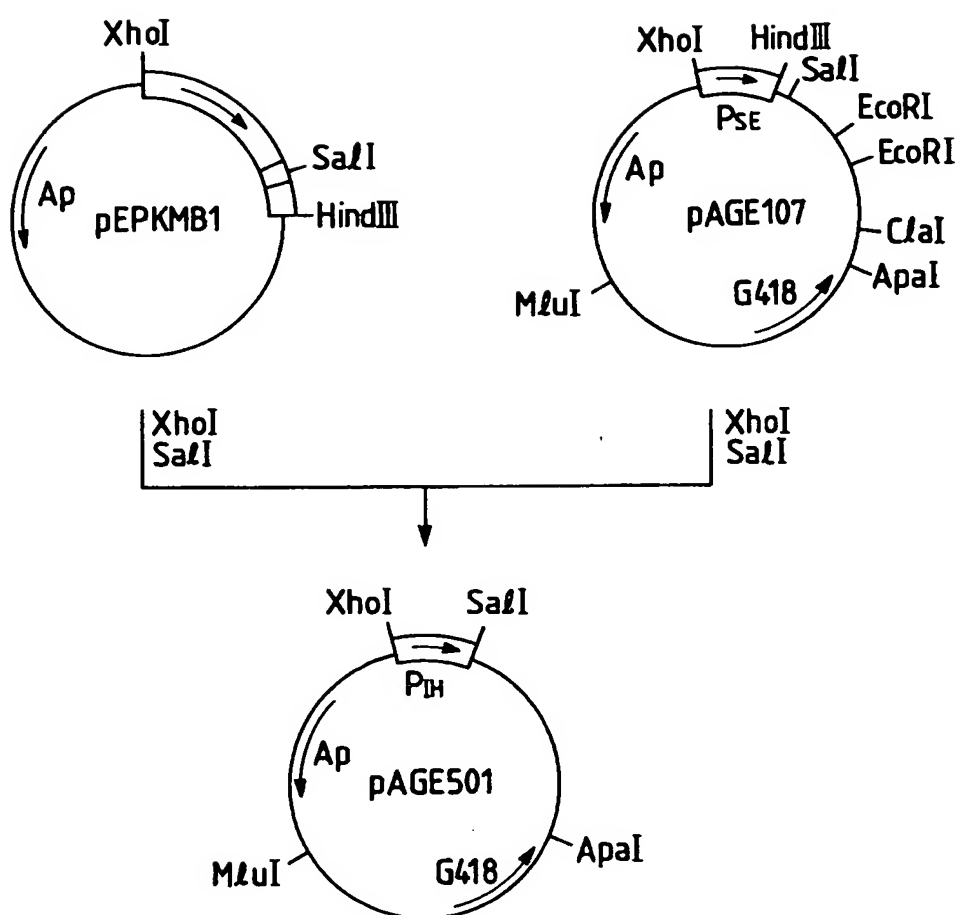 XhoI
SalI
HindIII
Ap
pEPKMB1
XhoI
HindIII
SalI
EcoRI
EcoRI
PSE
Ap
pAGE107
ClaI
ApaI
G418
MluI
XhoI
SalI
XhoI
SalI
XhoI
SalI
PIH
Ap
pAGE501
ApaI
G418
MluI